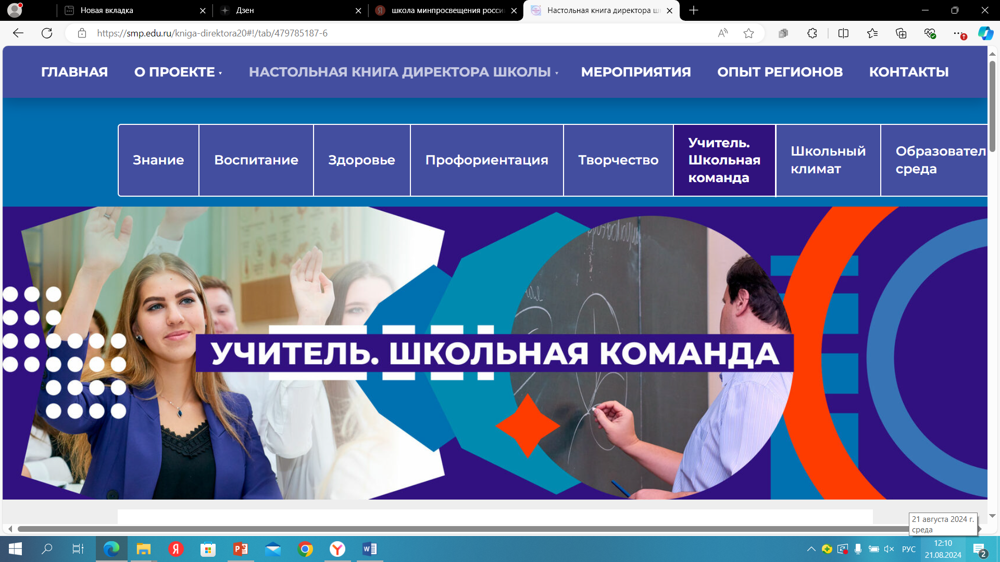 Новая вкладка
Дзен
школа минпросвещения росси
Настольная книга директора ш
https://smp.edu.ru/kniga-direktora20#!/tab/479785187-6
ГЛАВНАЯ
О ПРОЕКТЕ
НАСТОЛЬНАЯ КНИГА ДИРЕКТОРА ШКОЛЫ
МЕРОПРИЯТИЯ
ОПЫТ РЕГИОНОВ
КОНТАКТЫ
Знание
Воспитание
Здоровье
Профориентация
Творчество
Учитель.
Школьная
команда
Школьный
климат
Образовател
среда
УЧИТЕЛЬ. ШКОЛЬНАЯ КОМАНДА
21 августа 2024 г.
среда
РУС
12:10
21.08.2024
2